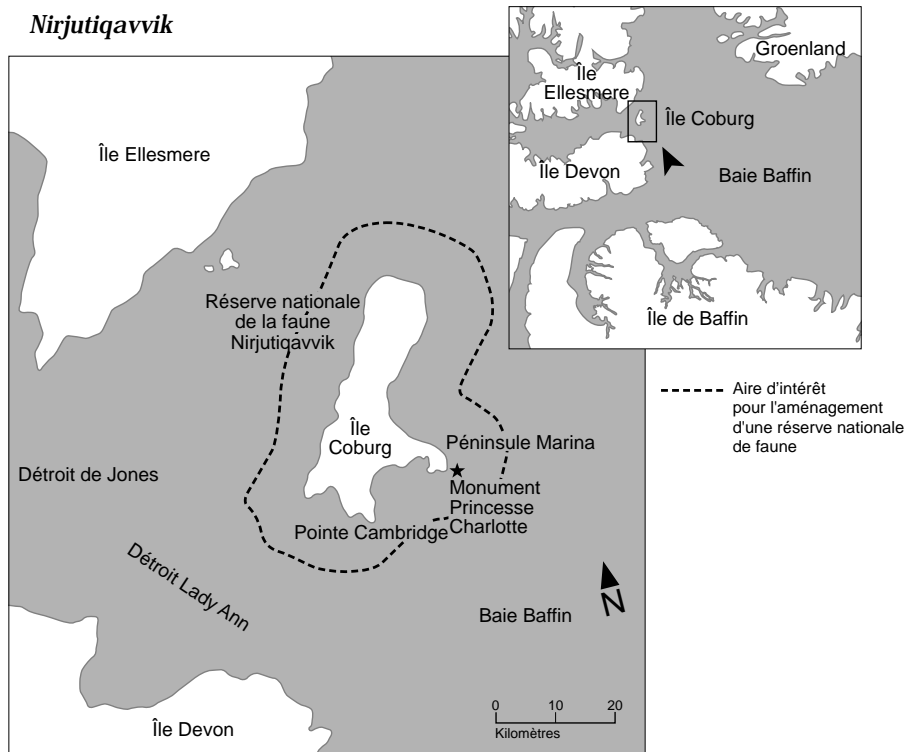 Nirjutiqavvik
Île Ellesmere
Réserve nationale
de la faune
Nirjutiqavvik
Île
Coburg
Péninsule Marina
Détroit de Jones
Monument
Princesse
Charlotte
Pointe Cambridge
Détroit Lady Ann
Baie Baffin
N
Île Devon
0 10 20
Kilomètres
Groenland
Île
Ellesmere
Île Coburg
Île Devon
Baie Baffin
Île de Baffin
Aire d'intérêt
pour l'aménagement
d'une réserve nationale
de faune